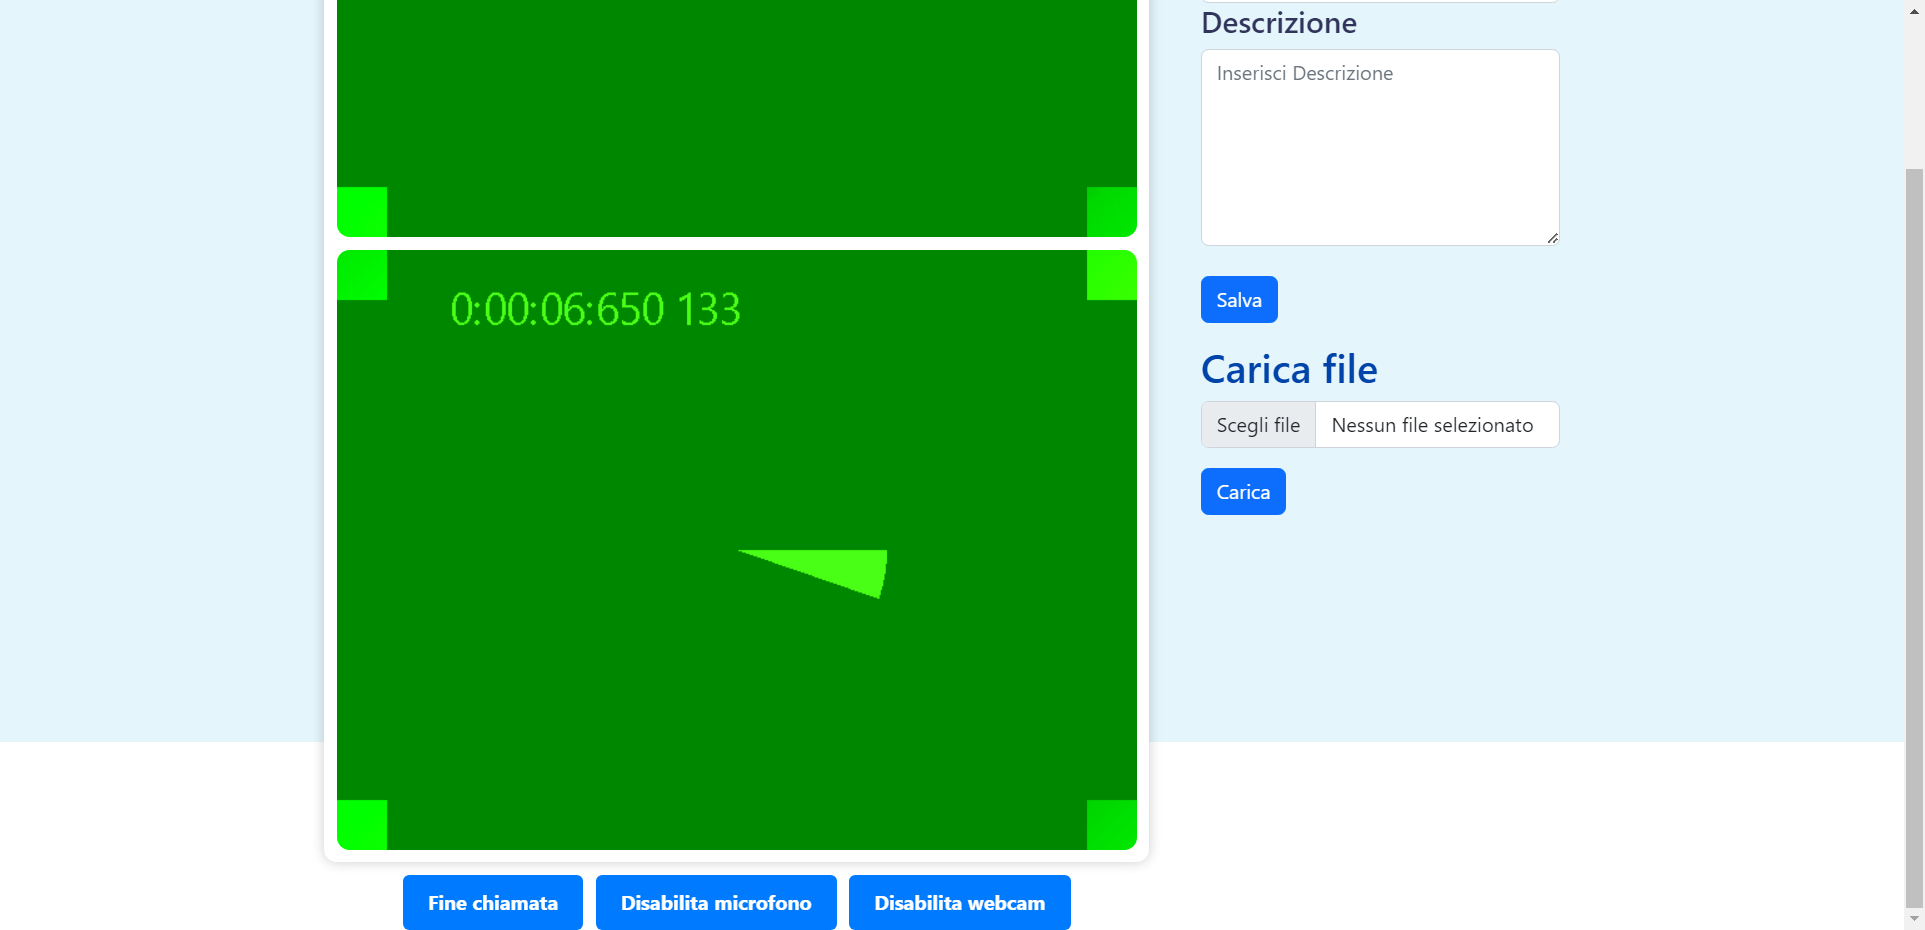 0:00:06:650 133
Fine chiamata
Disabilita microfono
Disabilita webcam
Descrizione
Inserisci Descrizione
Salva
Carica file
Scegli file
Nessun file selezionato
Carica